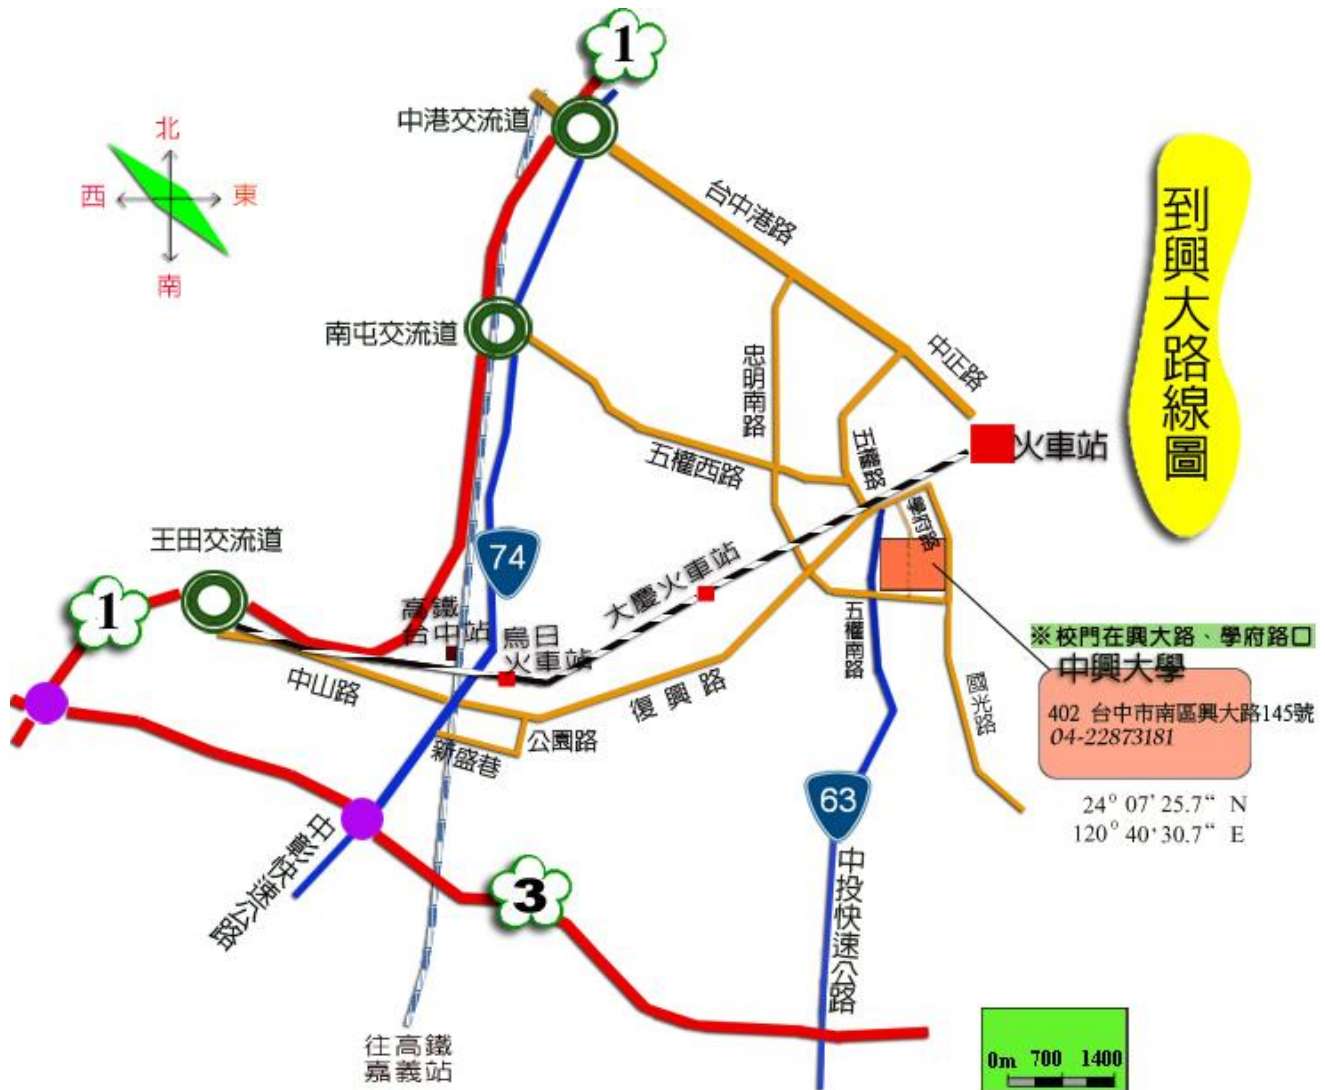 1
中港交流道
北
西
東
南
台中港路
到興大路線圖
南屯交流道
忠明南路
中正路
火車站
五權西路
五權路
學府路
王田交流道
74
1
高鐵
台中站
烏日
火車站
大慶火車站
五權南路
※校門在興大路、學府路口
中興大學
402 台中市南區興大路145號
04-22873181
中山路
復興路
國光路
公園路
新盛巷
63
24° 07' 25.7“ N
120° 40' 30.7“ E
中彰快速公路
3
中投快速公路
往高鐵
嘉義站
0m 700 1400